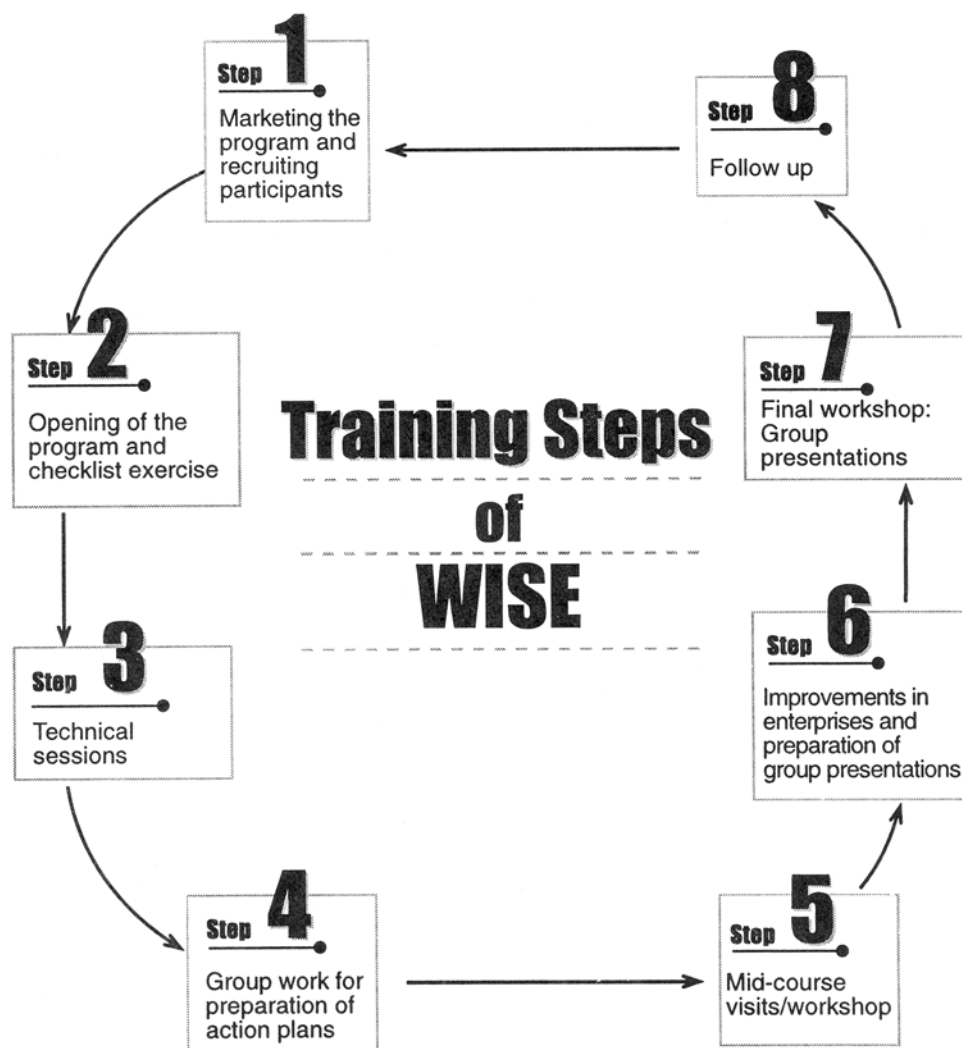 Step 1
Marketing the
program and
recruiting
participants
Step 2
Opening of the
program and
checklist exercise
Step 3
Technical
sessions
Step 4
Group work for
preparation of
action plans
Step 5
Mid-course
visits/workshop
Step 6
Improvements in
enterprises and
preparation of
group presentations
Step 7
Final workshop:
Group
presentations
Step 8
Follow up
Training Steps
of
WISE